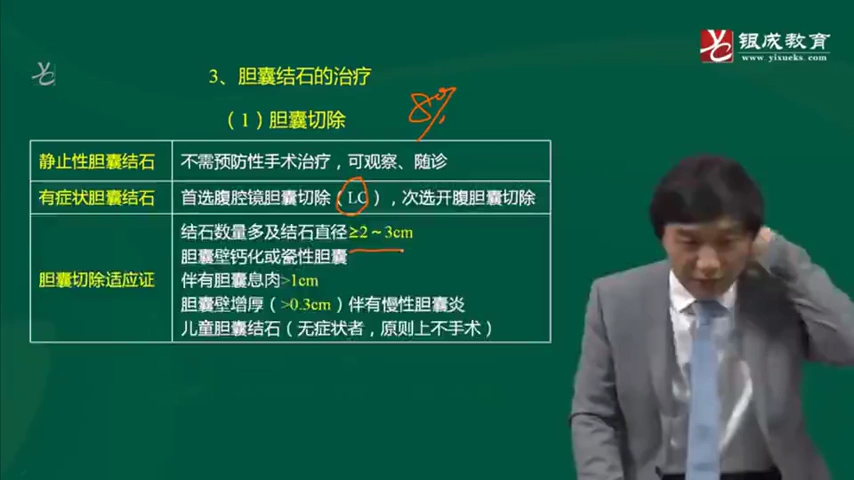 YC
银成教育
www.yixueks.com
3、胆囊结石的治疗
8%
（1）胆囊切除
静止性胆囊结石 不需预防性手术治疗，可观察、随诊
有症状胆囊结石 首选腹腔镜胆囊切除（LC），次选开腹胆囊切除
胆囊切除适应证
结石数量多及结石直径≥2～3cm
胆囊壁钙化或瓷性胆囊
伴有胆囊息肉>1cm
胆囊壁增厚（>0.3cm）伴有慢性胆囊炎
儿童胆囊结石（无症状者，原则上不手术）